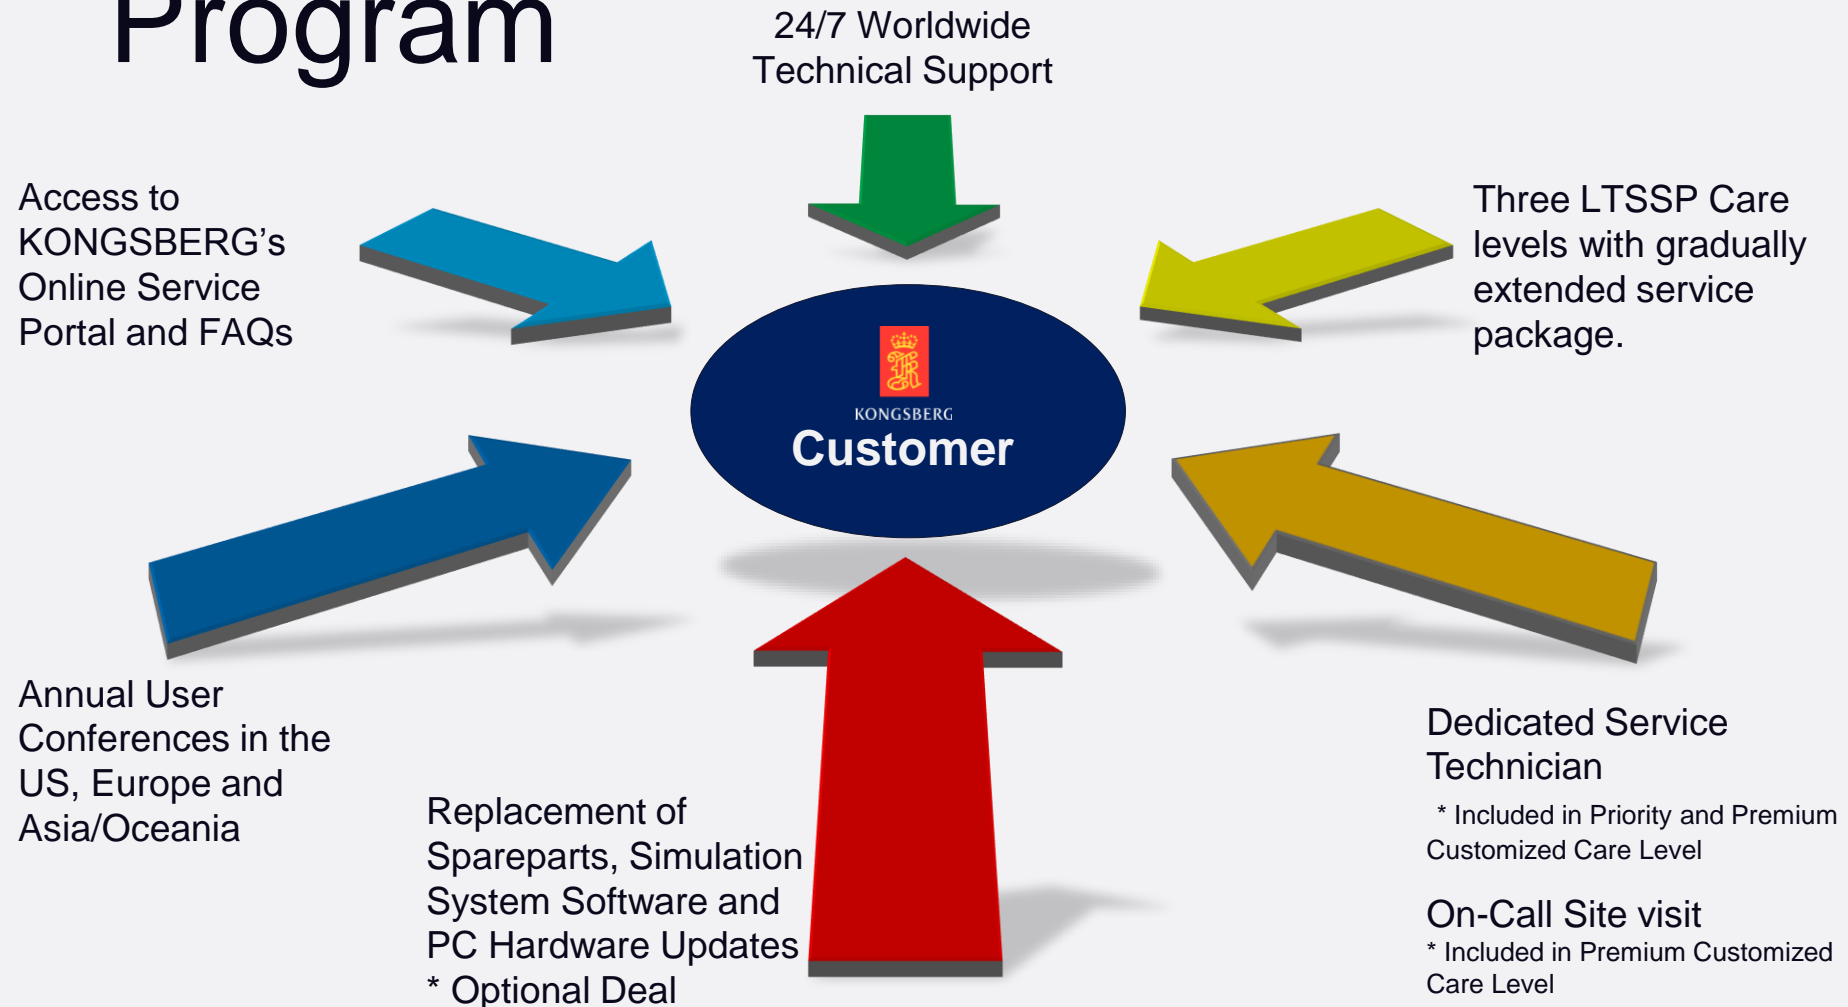 Program
24/7 Worldwide
Technical Support
Access to
KONGSBERG’s
Online Service
Portal and FAQs
Three LTSSP Care
levels with gradually
extended service
package.
KONGSBERG
Customer
Annual User
Conferences in the
US, Europe and
Asia/Oceania
Replacement of
Spareparts, Simulation
System Software and
PC Hardware Updates
* Optional Deal
Dedicated Service
Technician
* Included in Priority and Premium
Customized Care Level
On-Call Site visit
* Included in Premium Customized
Care Level